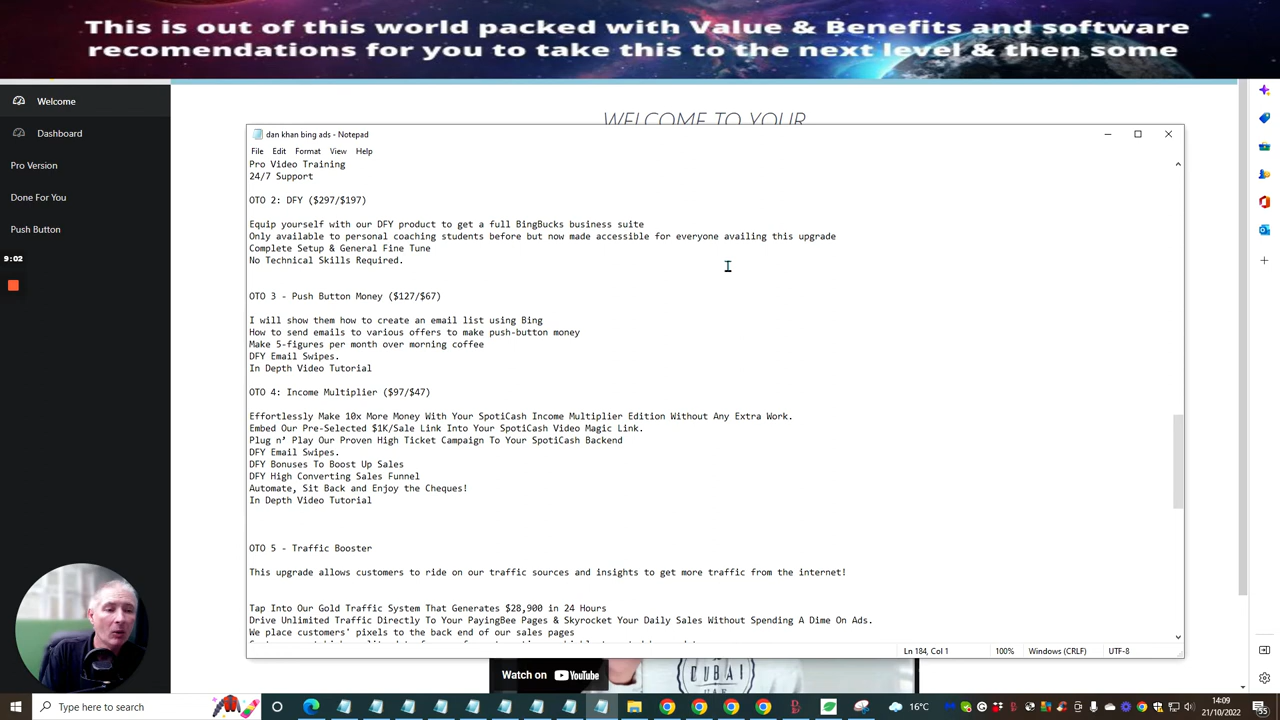 This is out of this world packed with Value & Benefits and software
recomendations for you to take this to the next level & then some
Welcome
Dashboard
Pro Version
Done For You
Push Button
9:02
WELCOME TO YOUR
dan khan bing ads - Notepad
File Edit Format View Help
Pro Video Training
24/7 Support
OTO 2: DFY ($297/$197)
Equip yourself with our DFY product to get a full BingBucks business suite
Only available to personal coaching students before but now made accessible for everyone availing this upgrade
Complete Setup & General Fine Tune
No Technical Skills Required.
OTO 3 - Push Button Money ($127/$67)
I will show them how to create an email list using Bing
How to send emails to various offers to make push-button money
Make 5-figures per month over morning coffee
DFY Email Swipes.
In Depth Video Tutorial
OTO 4: Income Multiplier ($97/$47)
Effortlessly Make 10x More Money With Your SpotiCash Income Multiplier Edition Without Any Extra Work.
Embed Our Pre-Selected $1K/Sale Link Into Your SpotiCash Video Magic Link.
Plug n’ Play Our Proven High Ticket Campaign To Your SpotiCash Backend
DFY Email Swipes.
DFY Bonuses To Boost Up Sales
DFY High Converting Sales Funnel
Automate, Sit Back and Enjoy the Cheques!
In Depth Video Tutorial
OTO 5 - Traffic Booster
This upgrade allows customers to ride on our traffic sources and insights to get more traffic from the internet!
Tap Into Our Gold Traffic System That Generates $28,900 in 24 Hours
Drive Unlimited Traffic Directly To Your PayingBee Pages & Skyrocket Your Daily Sales Without Spending A Dime On Ads.
We place customers' pixels to the back end of our sales pages
Ln 184, Col 1 100% Windows (CRLF) UTF-8
Watch on YouTube
DUBAI
UAE
Type here to search
16°C
14:09
21/10/2022